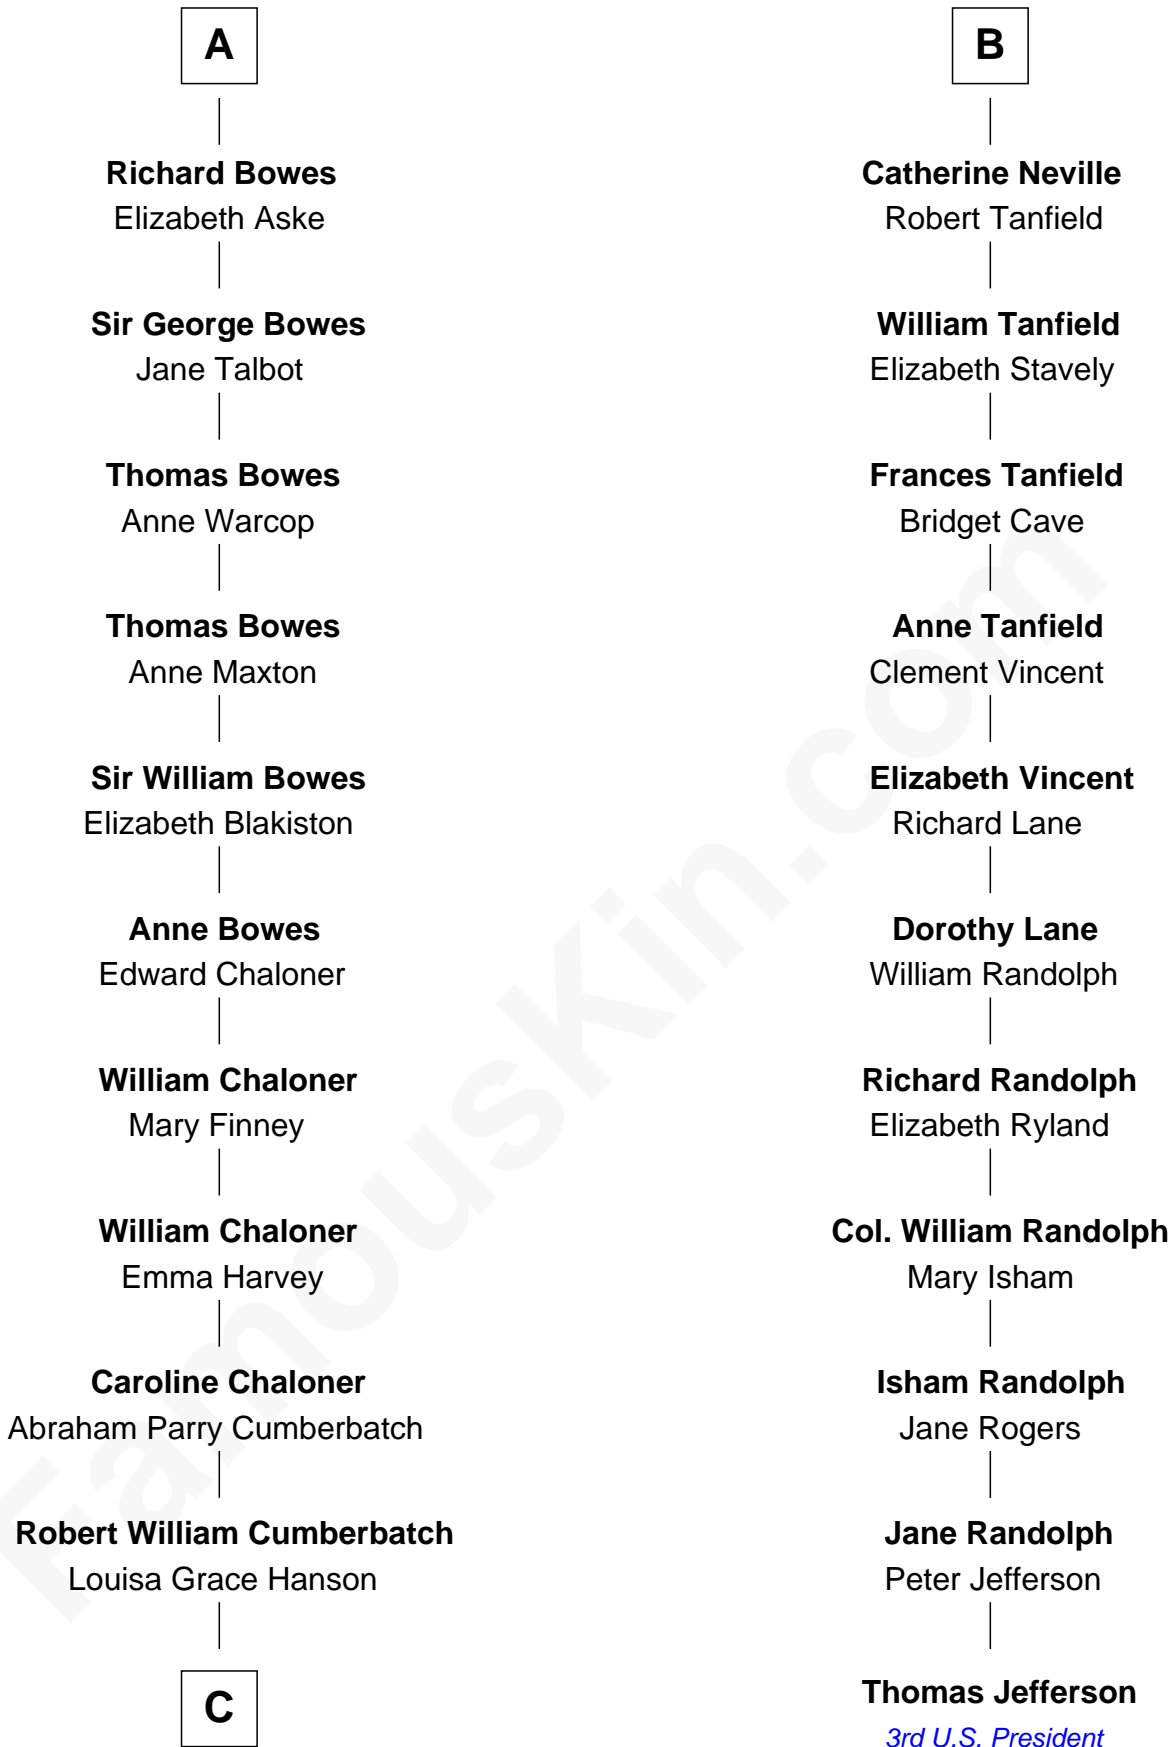 A
Richard Bowes
Elizabeth Aske
Sir George Bowes
Jane Talbot
Thomas Bowes
Anne Warcop
Thomas Bowes
Anne Maxton
Sir William Bowes
Elizabeth Blakiston
Anne Bowes
Edward Chaloner
William Chaloner
Mary Finney
William Chaloner
Emma Harvey
Caroline Chaloner
Abraham Parry Cumberbatch
Robert William Cumberbatch
Louisa Grace Hanson
C
B
Catherine Neville
Robert Tanfield
William Tanfield
Elizabeth Stavely
Frances Tanfield
Bridget Cave
Anne Tanfield
Clement Vincent
Elizabeth Vincent
Richard Lane
Dorothy Lane
William Randolph
Richard Randolph
Elizabeth Ryland
Col. William Randolph
Mary Isham
Isham Randolph
Jane Rogers
Jane Randolph
Peter Jefferson
Thomas Jefferson
3rd U.S. President
FamousKin.com